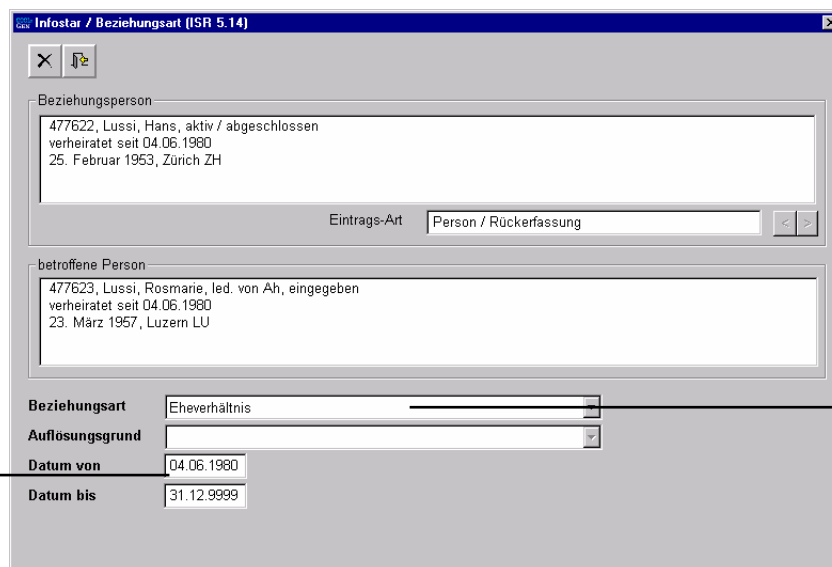 Infostar / Beziehungsart (ISR 5.14)
Beziehungsperson
477622, Lussi, Hans, aktiv / abgeschlossen
verheiratet seit 04.06.1980
25. Februar 1953, Zürich ZH
Eintrags-Art Person / Rückerfassung < >
betroffene Person
477623, Lussi, Rosmarie, led. von Ah, eingegeben
verheiratet seit 04.06.1980
23. März 1957, Luzern LU
Beziehungsart Eheverhältnis
Auflösungsgrund
Datum von 04.06.1980
Datum bis 31.12.9999